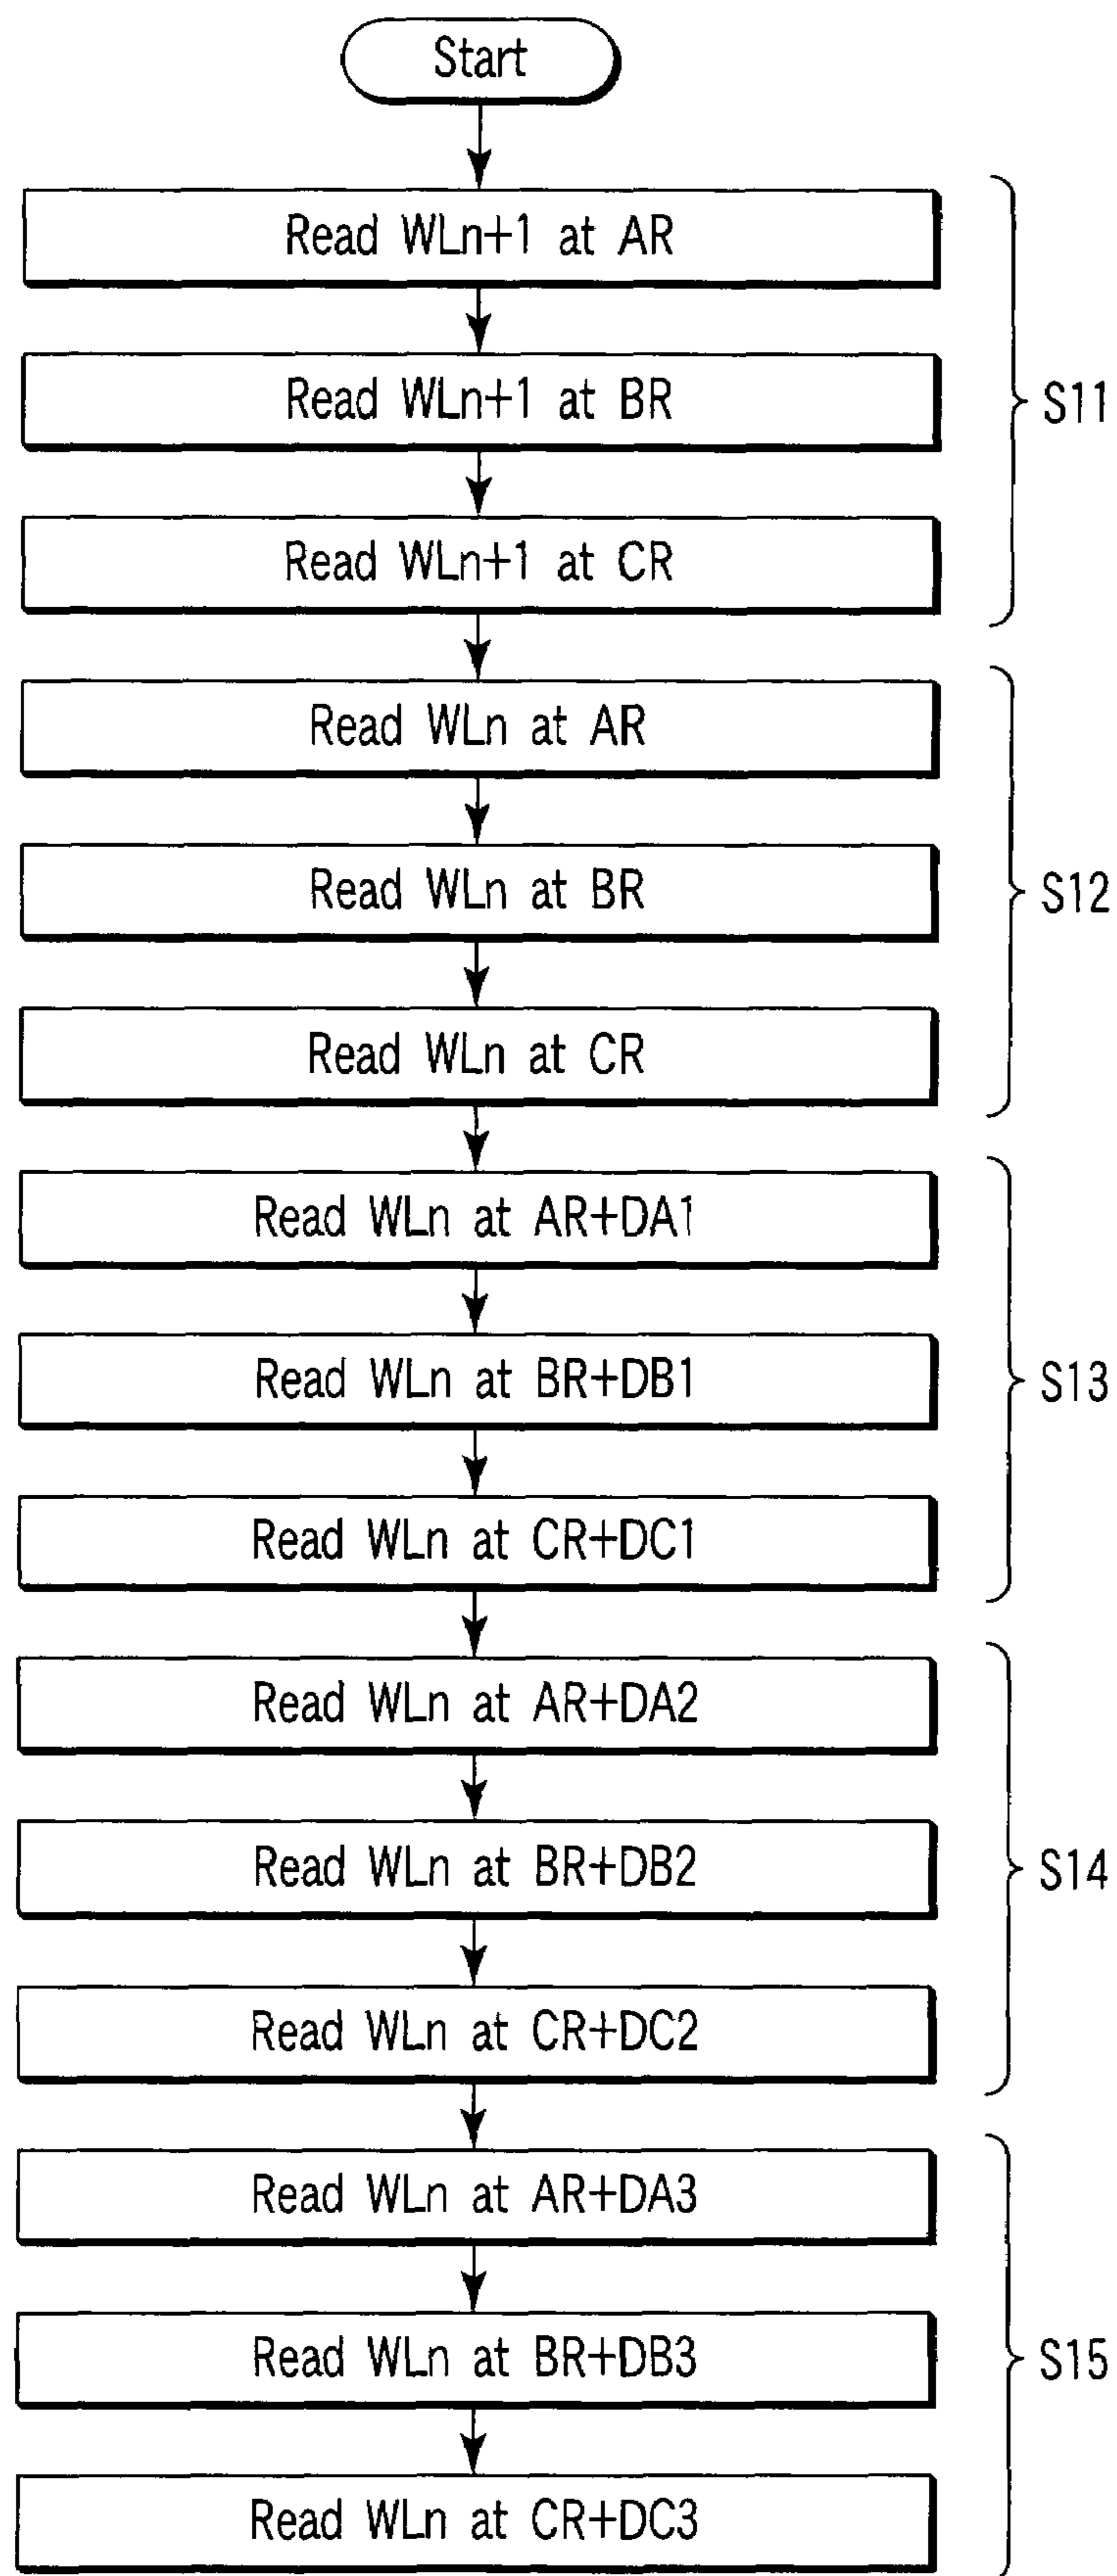 Start
Read WLn+1 at AR
Read WLn+1 at BR
S11
Read WLn+1 at CR
Read WLn at AR
Read WLn at BR
S12
Read WLn at CR
Read WLn at AR+DA1
Read WLn at BR+DB1
S13
Read WLn at CR+DC1
Read WLn at AR+DA2
Read WLn at BR+DB2
S14
Read WLn at CR+DC2
Read WLn at AR+DA3
Read WLn at BR+DB3
S15
Read WLn at CR+DC3